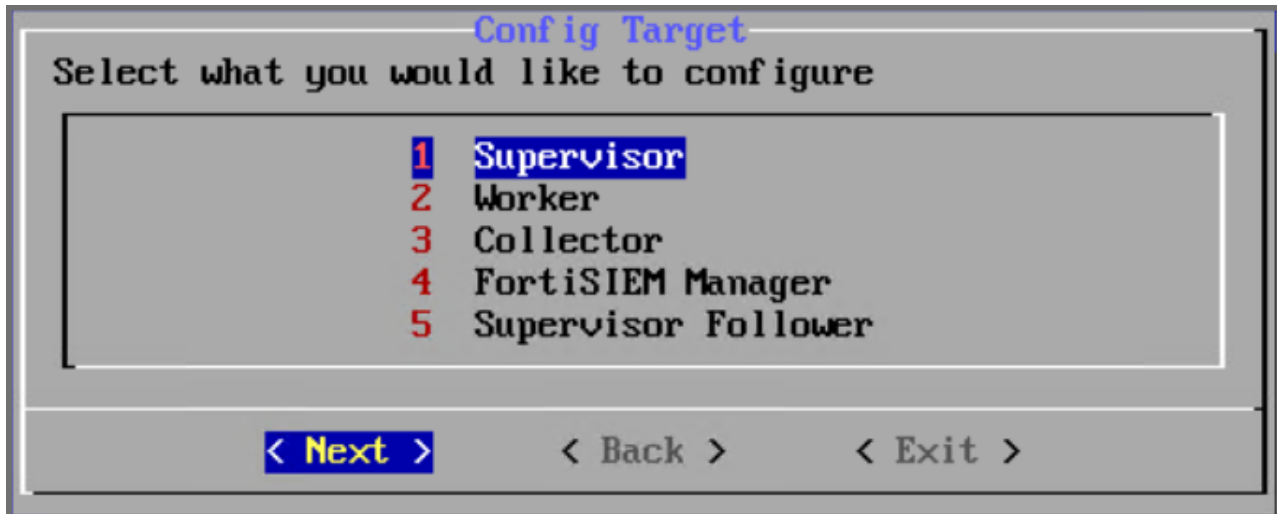 Config Target
Select what you would like to configure
1 Supervisor
2 Worker
3 Collector
4 FortiSIEM Manager
5 Supervisor Follower
< Next > < Back > < Exit >